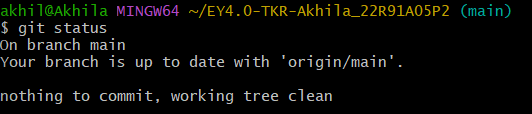 akhil@Akhila MINGW64 ~/EY4.0-TKR-Akhila_22R91A05P2 (main)
$ git status
On branch main
Your branch is up to date with 'origin/main'.
nothing to commit, working tree clean